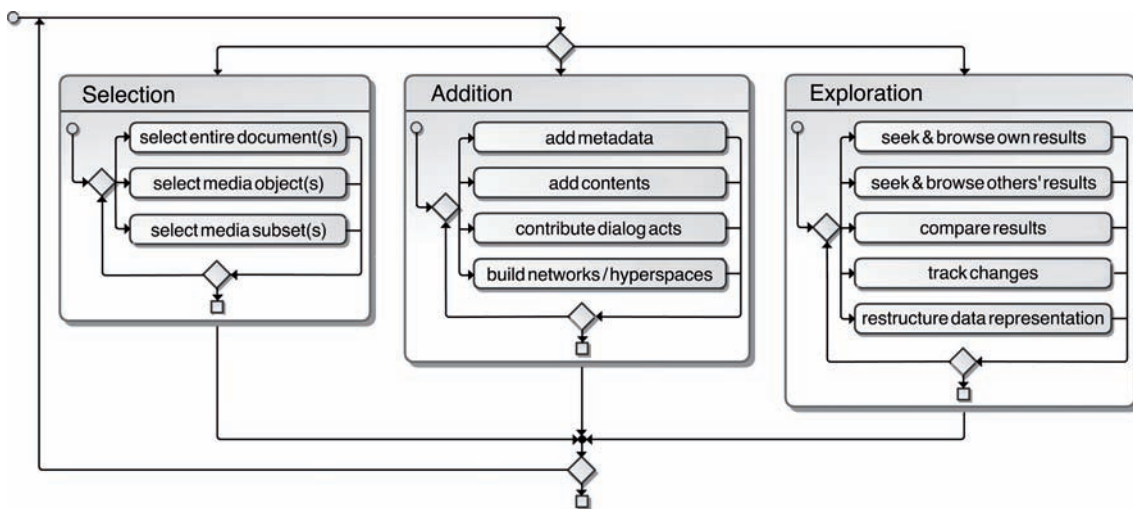 Selection
select entire document(s)
select media object(s)
select media subset(s)
Addition
add metadata
add contents
contribute dialog acts
build networks / hyperspaces
Exploration
seek & browse own results
seek & browse others' results
compare results
track changes
restructure data representation